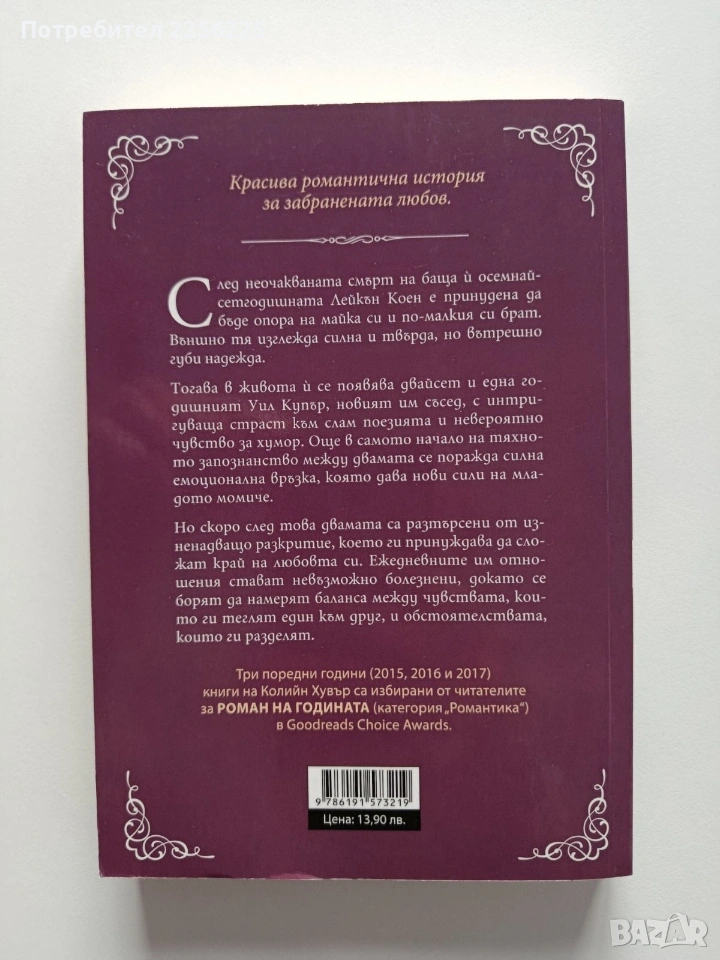 Потребител
Красива романтична история
за забранената любов.
След неочакваната смърт на баща ѝ осемнай-
сетгодишната Лейкън Коен е принудена да
бъде опора на майка си и по-малкия си брат.
Външно тя изглежда силна и твърда, но вътрешно
губи надежда.
Тогава в живота ѝ се появява двайсет и една го-
дишният Уил Купър, новият им съсед, с интри-
гуваща страст към слам поезията и невероятно
чувство за хумор. Още в самото начало на тяхно-
то запознанство между двамата се поражда силна
емоционална връзка, която дава нови сили на мла-
дото момиче.
Но скоро след това двамата са разтърсени от из-
ненадващо разкритие, което ги принуждава да сло-
жат край на любовта си. Ежедневните им отно-
шения стават невъзможно болезнени, докато се
борят да намерят баланса между чувствата, кои-
то ги теглят един към друг, и обстоятелствата,
които ги разделят.
Три поредни години (2015, 2016 и 2017)
книги на Колийн Хувър са избирани от читателите
за РОМАН НА ГОДИНАТА (категория „Романтика“)
в Goodreads Choice Awards.
9 786191 573219
Цена: 13,90 лв.
BAZAR